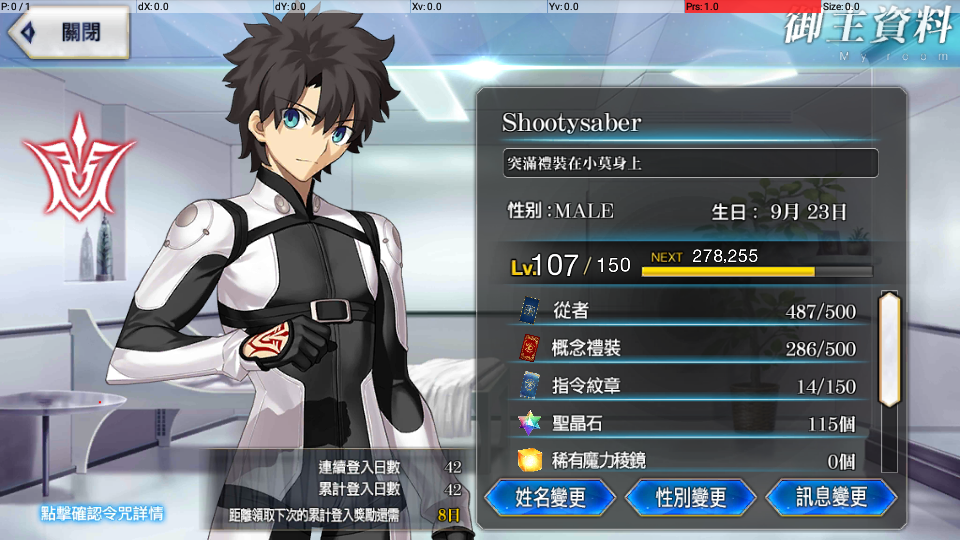 P: 0 / 1 dX: 0.0 dY: 0.0 Xv: 0.0 Yv: 0.0 Prs: 1.0 Size: 0.0
關閉
御主資料
My room
Shootysaber
突滿禮裝在小莫身上
性別:MALE 生日: 9月 23日
Lv.107/150 NEXT 278,255
從者 487/500
概念禮裝 286/500
指令紋章 14/150
聖晶石 115個
稀有魔力稜鏡 0個
連續登入日數 42
累計登入日數 42
距離領取下次的累計登入獎勵還需 8日
點擊確認令咒詳情
姓名變更 性別變更 訊息變更